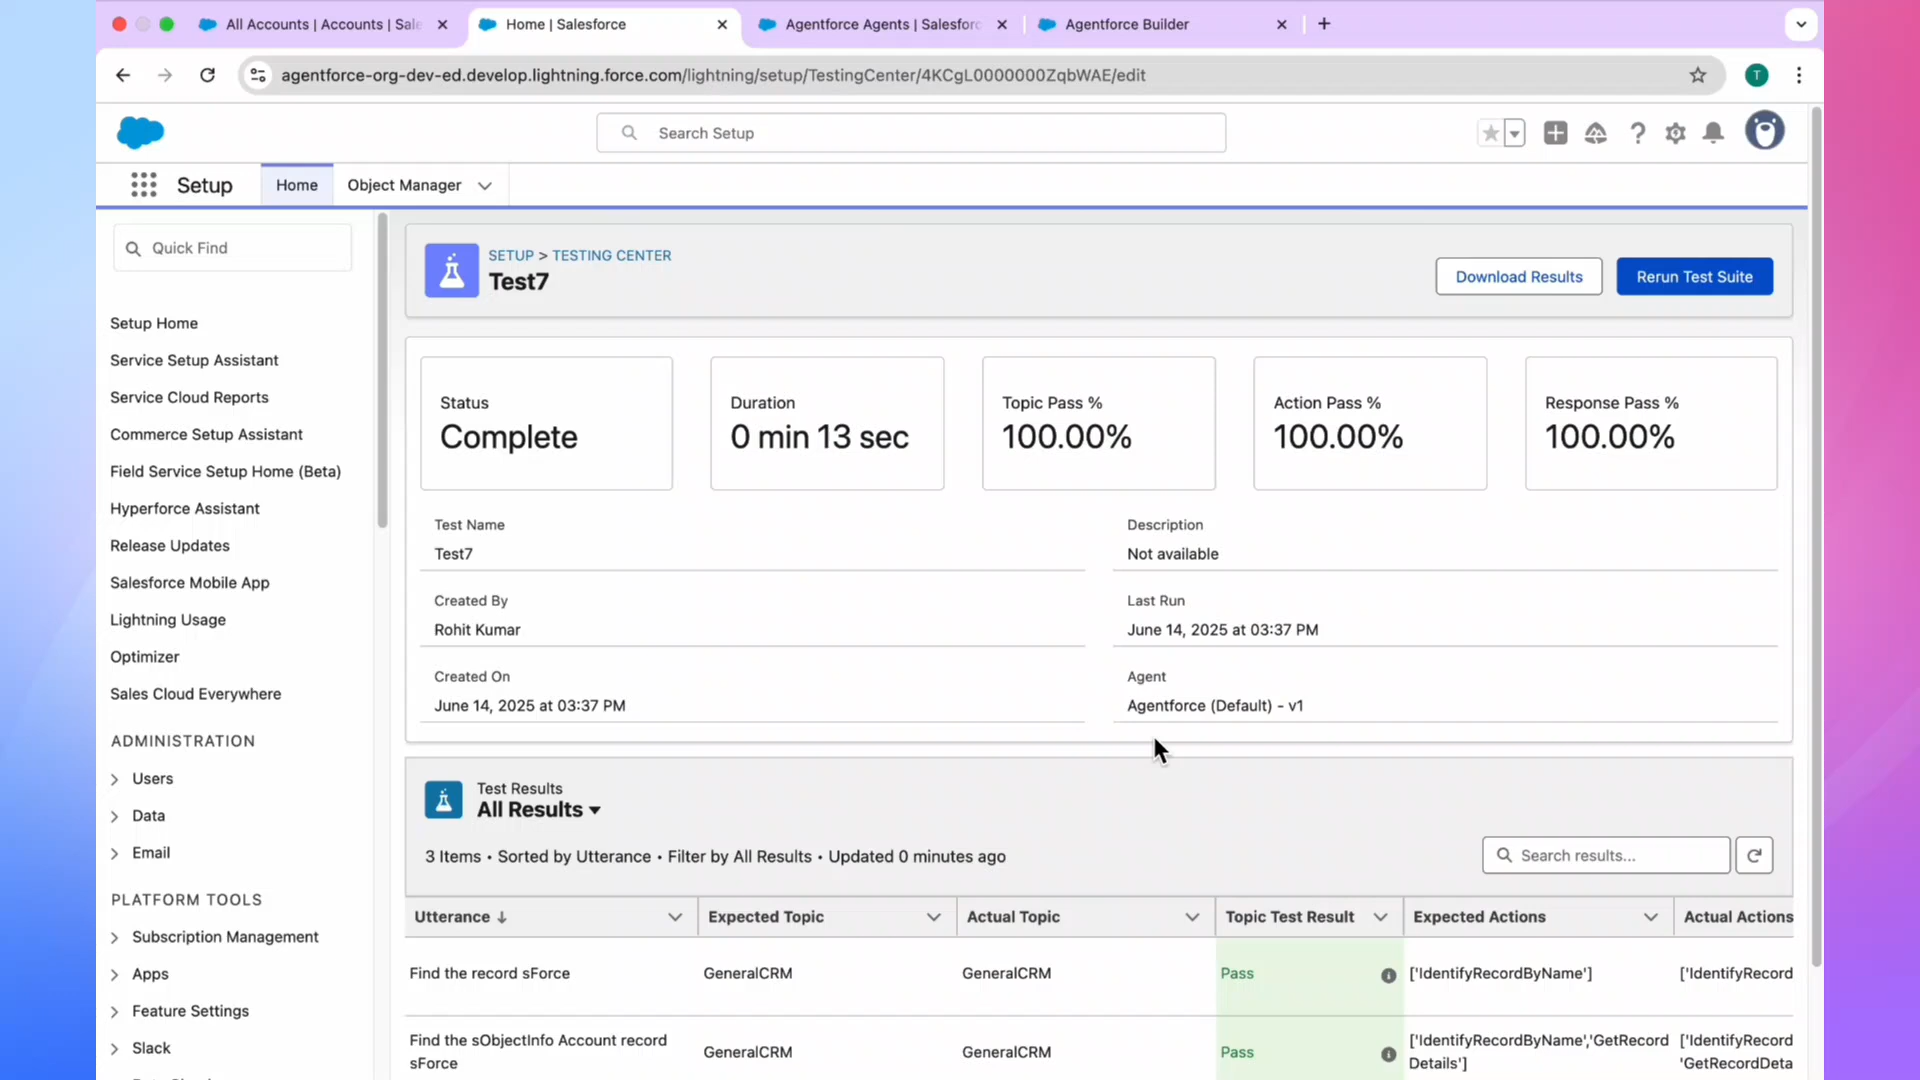 All Accounts | Accounts | Sale
Home | Salesforce
Agentforce Agents | Salesforc
Agentforce Builder
agentforce-org-dev-ed.develop.lightning.force.com/lightning/setup/TestingCenter/4KCgL0000000ZqbWAE/edit
T
Search Setup
Setup
Home
Object Manager
Quick Find
Setup Home
Service Setup Assistant
Service Cloud Reports
Commerce Setup Assistant
Field Service Setup Home (Beta)
Hyperforce Assistant
Release Updates
Salesforce Mobile App
Lightning Usage
Optimizer
Sales Cloud Everywhere
ADMINISTRATION
Users
Data
Email
PLATFORM TOOLS
Subscription Management
Apps
Feature Settings
Slack
SETUP > TESTING CENTER
Test7
Download Results
Rerun Test Suite
Status
Complete
Duration
0 min 13 sec
Topic Pass %
100.00%
Action Pass %
100.00%
Response Pass %
100.00%
Test Name
Test7
Description
Not available
Created By
Rohit Kumar
Last Run
June 14, 2025 at 03:37 PM
Created On
June 14, 2025 at 03:37 PM
Agent
Agentforce (Default) - v1
Test Results
All Results
3 Items • Sorted by Utterance • Filter by All Results • Updated 0 minutes ago
Search results...
Utterance
Expected Topic
Actual Topic
Topic Test Result
Expected Actions
Actual Actions
Find the record sForce
GeneralCRM
GeneralCRM
Pass
['IdentifyRecordByName']
['IdentifyRecord
Find the sObjectInfo Account record
sForce
GeneralCRM
GeneralCRM
Pass
['IdentifyRecordByName','GetRecord
Details']
['IdentifyRecord
'GetRecordDeta